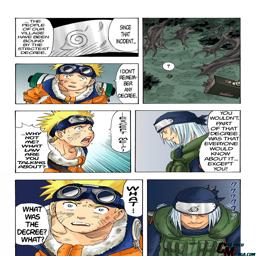 THE
PEOPLE
OF OUR
VILLAGE
HAVE BEEN
BOUND
BY THE
STRICTEST
DECREE.
SINCE
THAT
INCIDENT...
?
I DON'T
REMEM-
BER
ANY
DECREE.
YOU
WOULDN'T.
PART OF
THAT
DECREE
WAS THAT
EVERYONE
WOULD
KNOW
ABOUT IT...
EXCEPT
YOU!
...WHY
NOT?
WHAT
LAW
ARE
YOU
TALKING
ABOUT?
WHAT!
WHAT
WAS THE
DECREE?
WHAT?